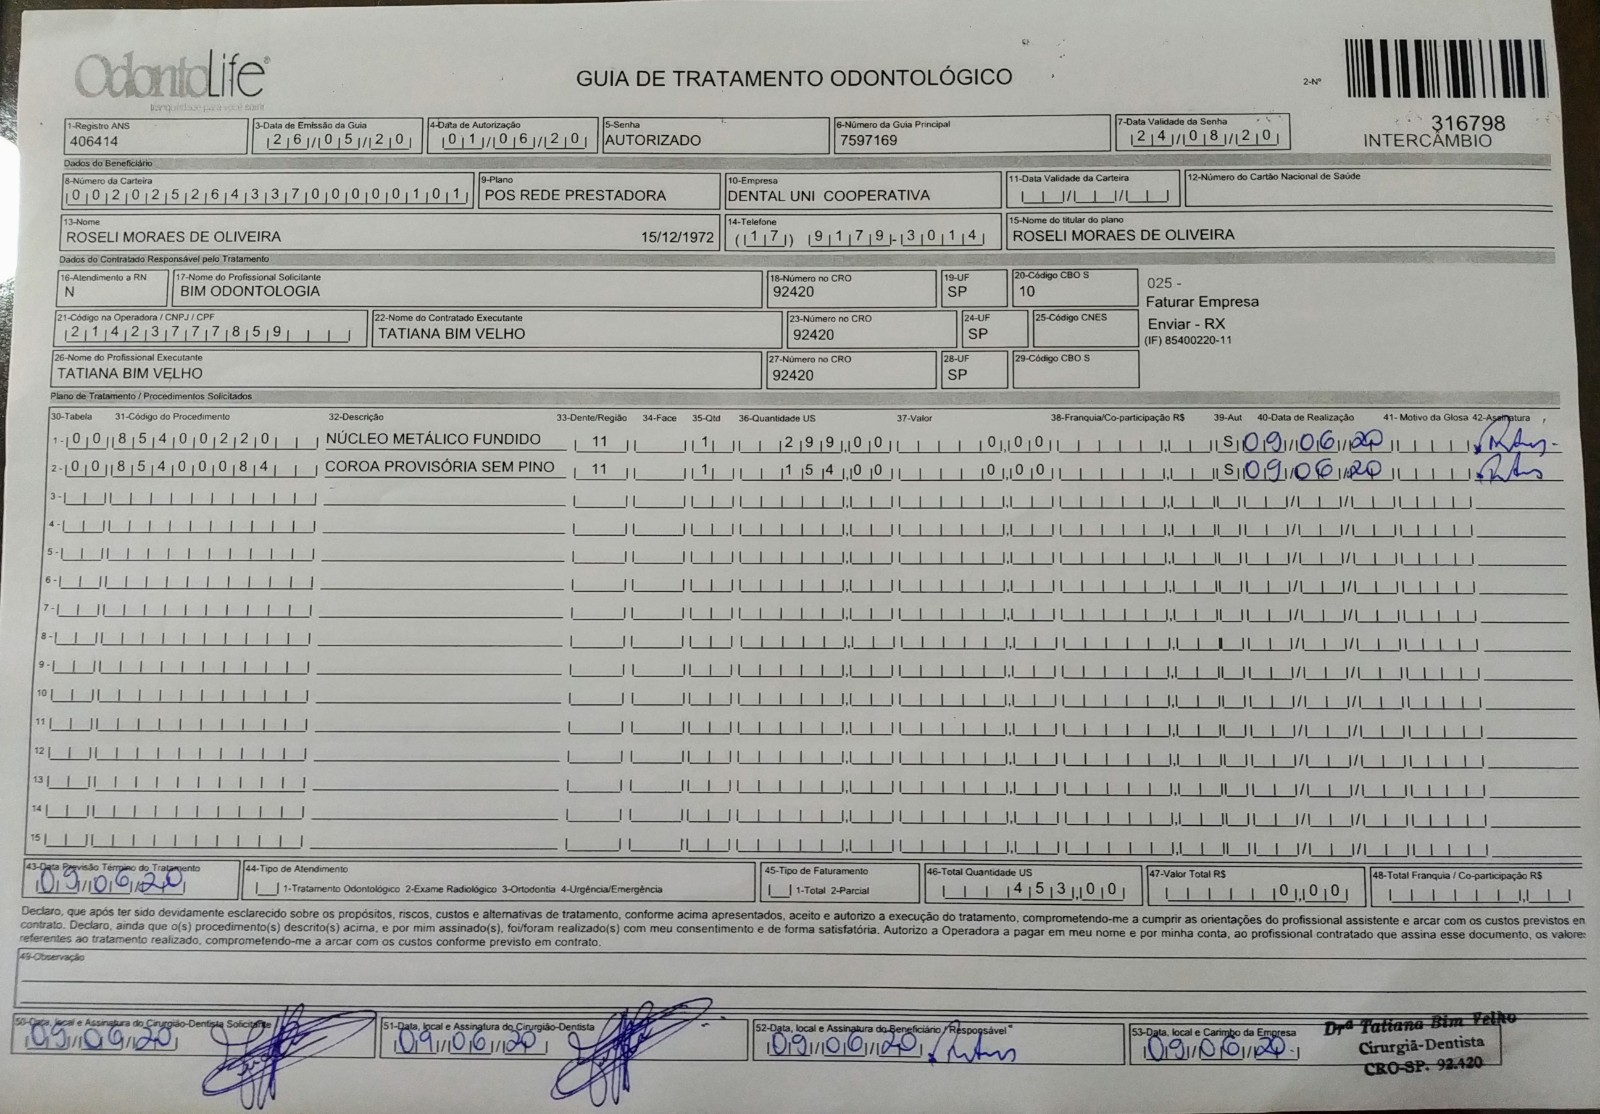 OdontoLife®
tranquilidade para você sorrir
GUIA DE TRATAMENTO ODONTOLÓGICO
2-Nº
316798
INTERCÂMBIO
1-Registro ANS
406414
3-Data de Emissão da Guia
26/05/20
4-Data de Autorização
01/06/20
5-Senha
AUTORIZADO
6-Número da Guia Principal
7597169
7-Data Validade da Senha
24/08/20
Dados do Beneficiário
8-Número da Carteira
00202526433700000101
9-Plano
POS REDE PRESTADORA
10-Empresa
DENTAL UNI COOPERATIVA
11-Data Validade da Carteira
12-Número do Cartão Nacional de Saúde
13-Nome
ROSELI MORAES DE OLIVEIRA 15/12/1972
14-Telefone
(17) 9179-3014
15-Nome do titular do plano
ROSELI MORAES DE OLIVEIRA
Dados do Contratado Responsável pelo Tratamento
16-Atendimento a RN
N
17-Nome do Profissional Solicitante
BIM ODONTOLOGIA
18-Número no CRO
92420
19-UF
SP
20-Código CBO S
10
025 -
Faturar Empresa
Enviar - RX
(IF) 85400220-11
21-Código na Operadora / CNPJ / CPF
21423777859
22-Nome do Contratado Executante
TATIANA BIM VELHO
23-Número no CRO
92420
24-UF
SP
25-Código CNES
26-Nome do Profissional Executante
TATIANA BIM VELHO
27-Número no CRO
92420
28-UF
SP
29-Código CBO S
Plano de Tratamento / Procedimentos Solicitados
30-Tabela 31-Código do Procedimento 32-Descrição 33-Dente/Região 34-Face 35-Qtd 36-Quantidade US 37-Valor 38-Franquia/Co-participação R$ 39-Aut 40-Data de Realização 41- Motivo da Glosa 42-Assinatura
1- 00 85400220 NÚCLEO METÁLICO FUNDIDO 11 1 299,00 0,00 S 09/06/20
2- 00 85400084 COROA PROVISÓRIA SEM PINO 11 1 154,00 0,00 S 09/06/20
3-
4-
5-
6-
7-
8-
9-
10
11
12
13
14
15
43-Data Previsão Término do Tratamento
09/06/20
44-Tipo de Atendimento
1-Tratamento Odontológico 2-Exame Radiológico 3-Ortodontia 4-Urgência/Emergência
45-Tipo de Faturamento
1-Total 2-Parcial
46-Total Quantidade US
453,00
47-Valor Total R$
0,00
48-Total Franquia / Co-participação R$
Declaro, que após ter sido devidamente esclarecido sobre os propósitos, riscos, custos e alternativas de tratamento, conforme acima apresentados, aceito e autorizo a execução do tratamento, comprometendo-me a cumprir as orientações do profissional assistente e arcar com os custos previstos en
contrato. Declaro, ainda que o(s) procedimento(s) descrito(s) acima, e por mim assinado(s), foi/foram realizado(s) com meu consentimento e de forma satisfatória. Autorizo a Operadora a pagar em meu nome e por minha conta, ao profissional contratado que assina esse documento, os valore:
referentes ao tratamento realizado, comprometendo-me a arcar com os custos conforme previsto em contrato.
49-Observação
50-Data, local e Assinatura do Cirurgião-Dentista Solicitante
09/06/20
51-Data, local e Assinatura do Cirurgião-Dentista
09/06/20
52-Data, local e Assinatura do Beneficiário / Responsável
09/06/20
53-Data, local e Carimbo da Empresa
09/06/20
Drª Tatiana Bim Velho
Cirurgiã-Dentista
CRO-SP. 92.420